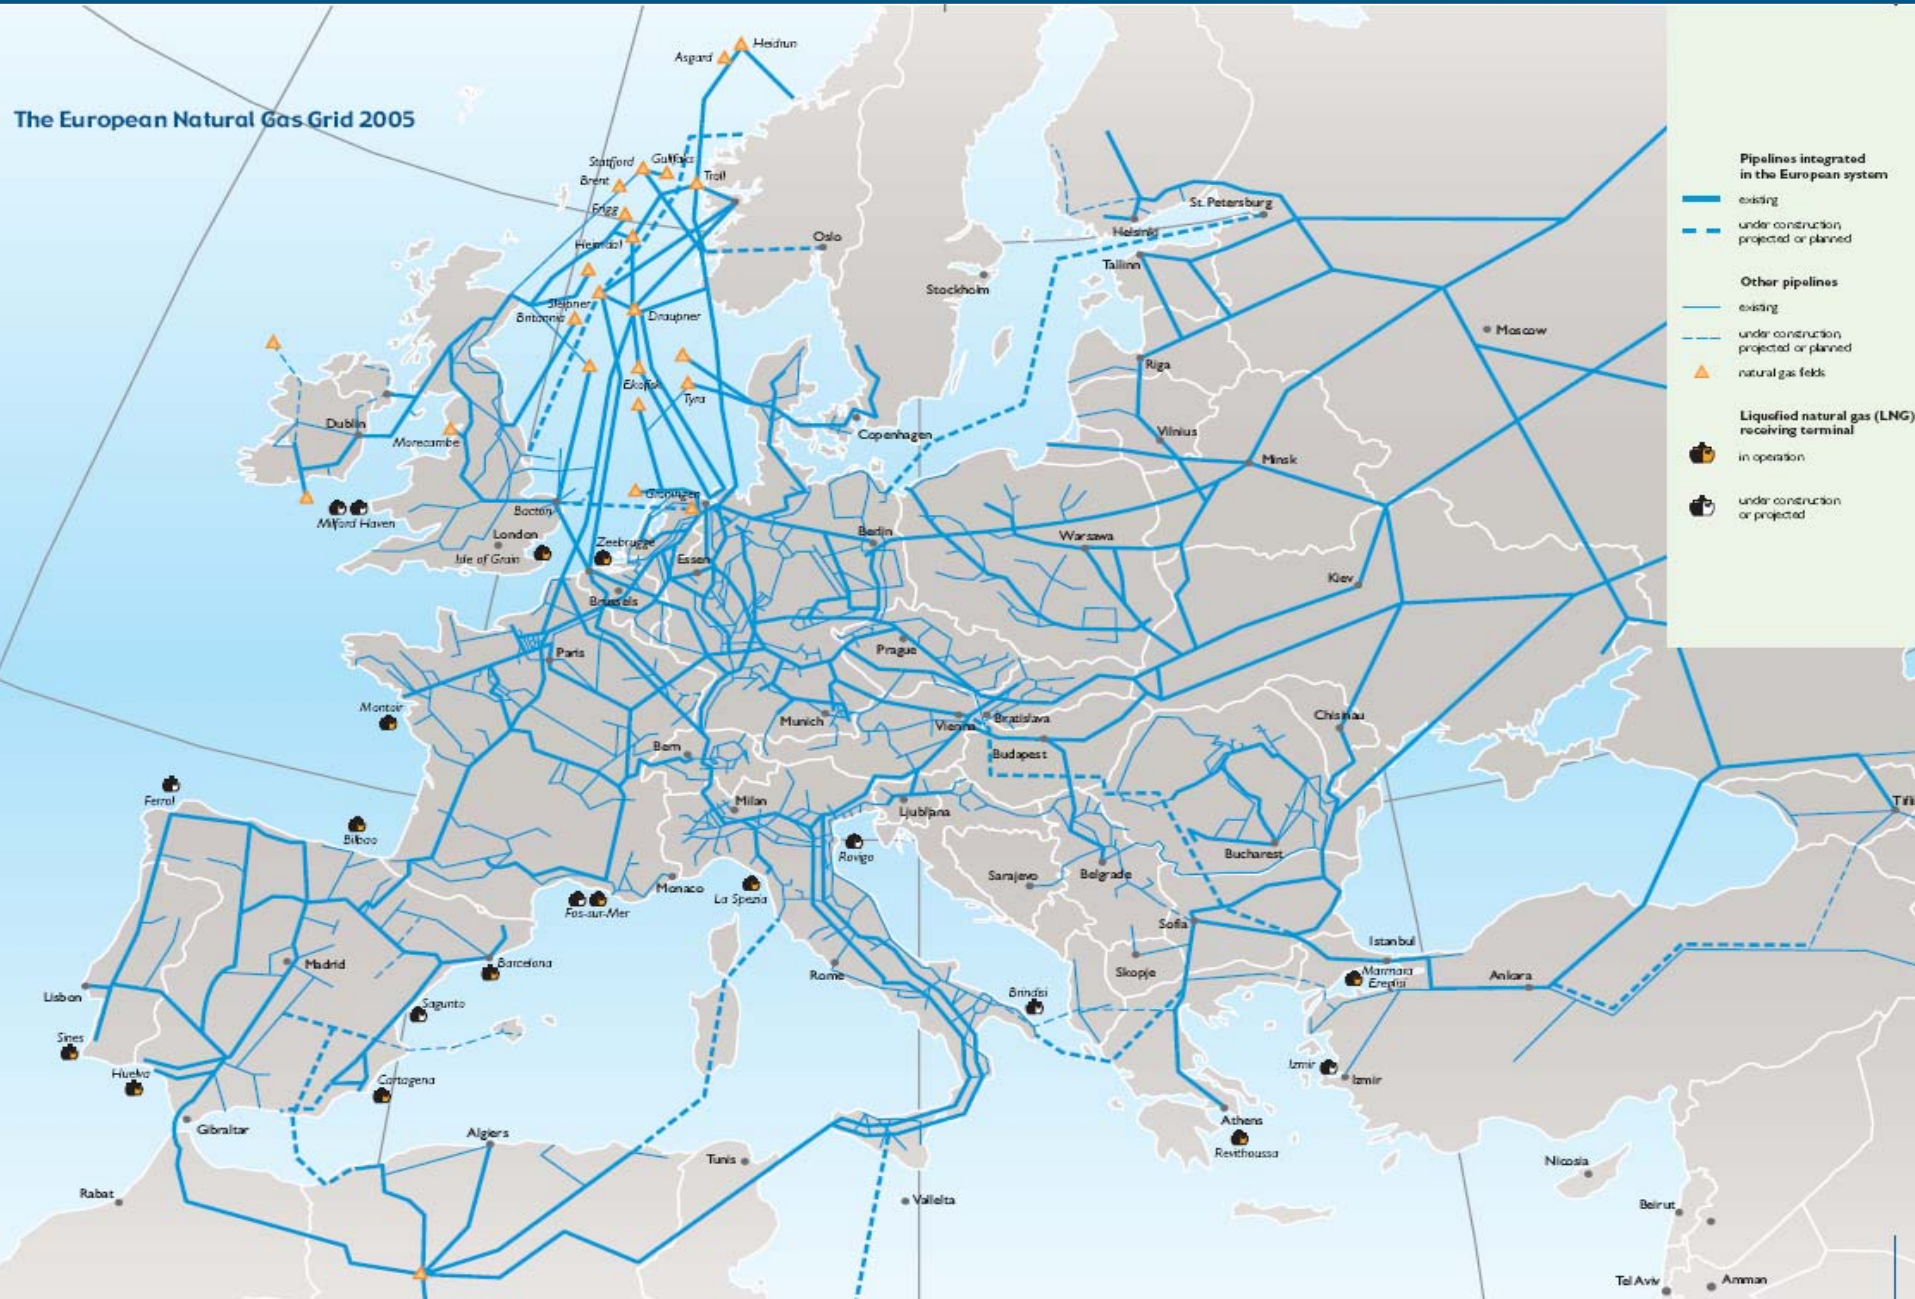 The European Natural Gas Grid 2005
Heidrun
Asgard
Statfjord
Gullfaks
Brent
Troll
Frigg
Heimdal
Oslo
St. Petersburg
Helsinki
Tallinn
Stockholm
Sleipner
Britannia
Draupner
Moscow
Riga
Ekofisk
Tyra
Dublin
Morecambe
Copenhagen
Vilnius
Minsk
Milford Haven
Bacton
Groningen
London
Isle of Grain
Zeebrugge
Essen
Berlin
Warsawa
Kiev
Brussels
Paris
Prague
Montoir
Munich
Vienna
Bratislava
Chisinau
Bern
Budapest
Ferrol
Milan
Ljubljana
Tifli
Bilbao
Rovigo
Bucharest
Monaco
La Spezia
Sarajevo
Belgrade
Fos-sur-Mer
Sofia
Istanbul
Madrid
Barcelona
Rome
Skopje
Marmara
Ereglisi
Ankara
Lisbon
Sagunto
Brindisi
Sines
Huelva
Cartagena
Izmir
Izmir
Gibraltar
Algiers
Athens
Revithoussa
Tunis
Nicosia
Rabat
Valletta
Beirut
Tel Aviv
Amman
Pipelines integrated
in the European system
existing
under construction,
projected or planned
Other pipelines
existing
under construction,
projected or planned
natural gas fields
Liquefied natural gas (LNG)
receiving terminal
in operation
under construction
or projected